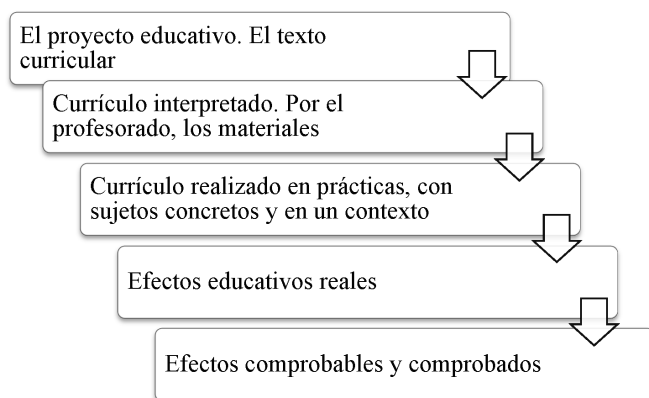 El proyecto educativo. El texto
curricular
Currículo interpretado. Por el
profesorado, los materiales
Currículo realizado en prácticas, con
sujetos concretos y en un contexto
Efectos educativos reales
Efectos comprobables y comprobados